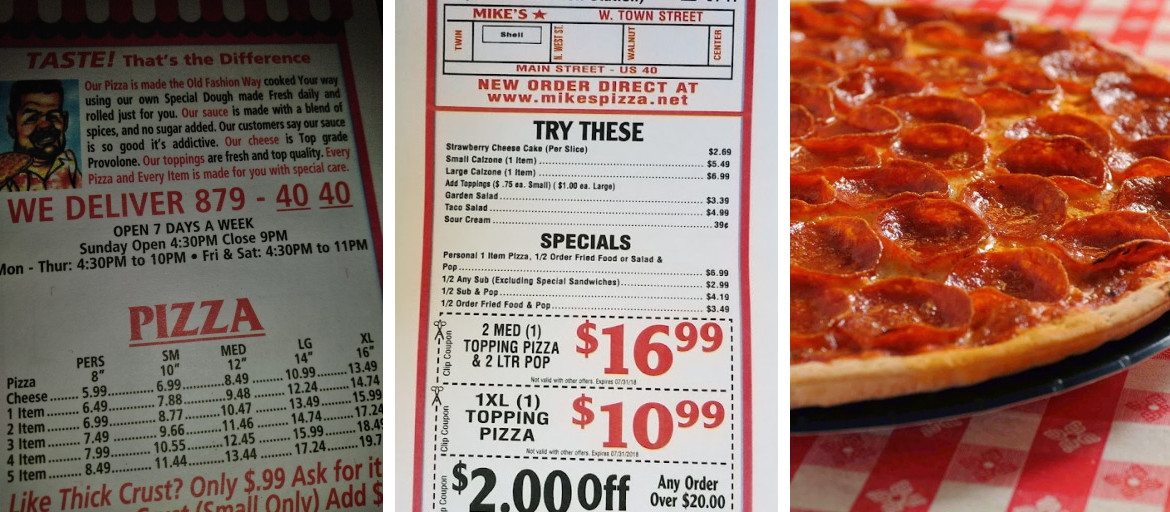 TASTE! That's the Difference
Our Pizza is made the Old Fashion Way cooked Your way
using our own Special Dough made Fresh daily and
rolled just for you. Our sauce is made with a blend of
spices, and no sugar added. Our customers say our sauce
is so good it's addictive. Our cheese is Top grade
Provolone. Our toppings are fresh and top quality. Every
Pizza and Every Item is made for you with special care.
WE DELIVER 879 - 40 40
OPEN 7 DAYS A WEEK
Sunday Open 4:30PM Close 9PM
Mon - Thur: 4:30PM to 10PM • Fri & Sat: 4:30PM to 11PM
PIZZA
PERS SM MED LG XL
Pizza 8" 10" 12" 14" 16"
Cheese 5.99 6.99 8.49 10.99 13.49
1 Item 6.49 7.88 9.48 12.24 14.74
2 Item 6.99 8.77 10.47 13.49 15.99
3 Item 7.49 9.66 11.46 14.74 17.24
4 Item 7.99 10.55 12.45 15.99 18.49
5 Item 8.49 11.44 13.44 17.24 19.7
Like Thick Crust? Only $.99 Ask for it
(Small Only) Add $
MIKE'S ★ W. TOWN STREET
TWIN
Shell
N. WEST ST.
WALNUT
CENTER
MAIN STREET - US 40
NEW ORDER DIRECT AT
www.mikespizza.net
TRY THESE
Strawberry Cheese Cake (Per Slice) $2.69
Small Calzone (1 Item) $5.49
Large Calzone (1 Item) $6.99
Add Toppings ($ .75 ea. Small) ( $1.00 ea. Large)
Garden Salad $3.39
Taco Salad $4.99
Sour Cream 39¢
SPECIALS
Personal 1 Item Pizza, 1/2 Order Fried Food or Salad &
Pop $6.99
1/2 Any Sub (Excluding Special Sandwiches) $2.99
1/2 Sub & Pop $4.19
1/2 Order Fried Food & Pop $3.49
Clip Coupon
2 MED (1)
TOPPING PIZZA
& 2 LTR POP
$16.99
Not valid with other offers. Expires 07/31/18
Clip Coupon
1XL (1)
TOPPING
PIZZA
$10.99
Not valid with other offers. Expires 07/31/2018
$2.00 Off Any Order
Over $20.00